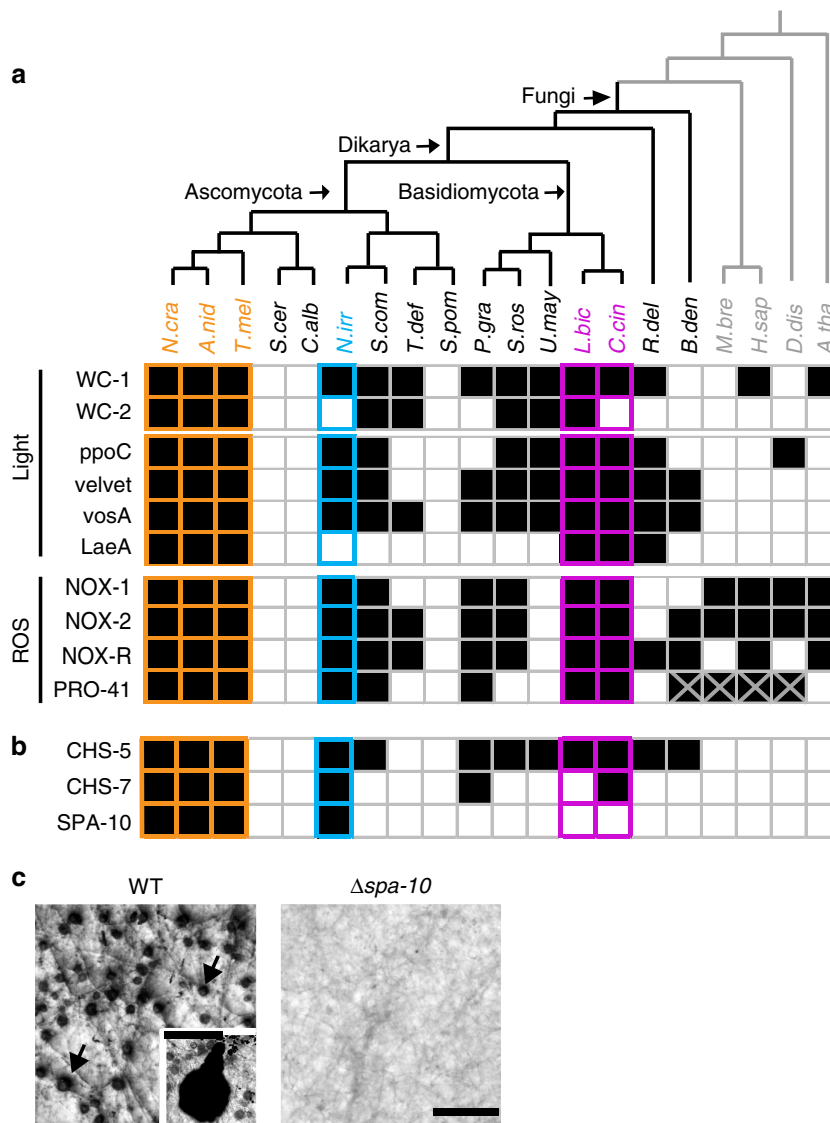 a
Fungi
Dikarya
Ascomycota
Basidiomycota
N.cra
A.nid
T.mel
S.cer
C.alb
N.irr
S.com
T.def
S.pom
P.gra
S.ros
U.may
L.bic
C.cin
R.del
B.den
M.bre
H.sap
D.dis
A.tha
Light
WC-1
WC-2
ppoC
velvet
vosA
LaeA
ROS
NOX-1
NOX-2
NOX-R
PRO-41
b
CHS-5
CHS-7
SPA-10
c
WT
Δspa-10